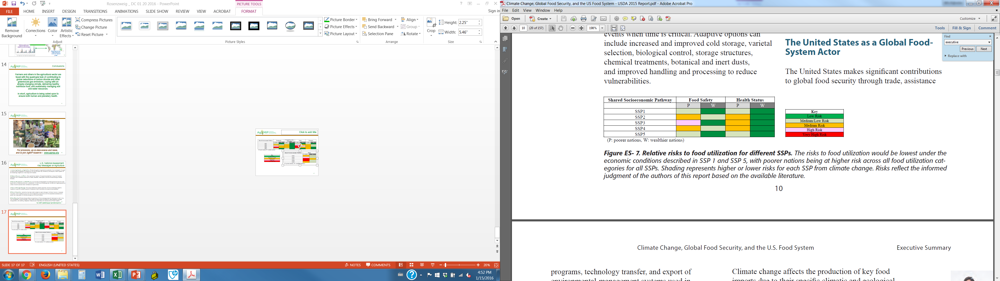 Rosenzweig _ DC 01 20 2016 - PowerPoint
PICTURE TOOLS
Sign in
FILE HOME INSERT DESIGN TRANSITIONS ANIMATIONS SLIDE SHOW REVIEW VIEW ACROBAT FORMAT
Remove Background
Corrections
Color
Artistic Effects
Compress Pictures
Change Picture
Reset Picture
Adjust
Picture Styles
Picture Border
Picture Effects
Picture Layout
Bring Forward
Send Backward
Selection Pane
Align
Group
Rotate
Arrange
Crop
Height: 2.25"
Width: 5.46"
Size
14
AgMIP
Conclusions
Farmers and others in the agricultural sector are
faced with the quadruple task of contributing to
global reductions of carbon dioxide and other
greenhouse gas emissions, coping with an
already-changing climate, delivering healthy
nutritious food, and sustainably managing soil
and water resources.
In short, agriculture is being called upon to
ensure both human and planetary health.
15
AgMIP
For protocols, up-to-date events and news,
and to join AgMIP listserve – www.agmip.org
16
AgMIP
U.S. National Assessment:
Key Messages on Agriculture
17
AgMIP
AgMIP
Click to add title
SLIDE 17 OF 17
ENGLISH (UNITED STATES)
NOTES
COMMENTS
20%
4:52 PM
1/15/2016
Climate Change, Global Food Security, and the US Food System - USDA 2015 Report.pdf - Adobe Acrobat Pro
File Edit View Window Help
Open
Create
Customize
10 (20 of 157)
198%
Tools Fill & Sign Comment
Find
executive
Previous Next
Replace with
events when time is critical. Adaptive options can
include increased and improved cold storage, varietal
selection, biological control, storage structures,
chemical treatments, botanical and inert dusts,
and improved handling and processing to reduce
vulnerabilities.
The United States as a Global Food-
System Actor
The United States makes significant contributions
to global food security through trade, assistance
Shared Socioeconomic Pathway Food Safety Health Status
P W P W
SSP1
SSP2
SSP3
SSP4
SSP5
(P: poorer nations, W: wealthier nations)
Key
Low Risk
Medium/Low Risk
Medium Risk
High Risk
Very High Risk
Figure ES- 7. Relative risks to food utilization for different SSPs. The risks to food utilization would be lowest under the
economic conditions described in SSP 1 and SSP 5, with poorer nations being at higher risk across all food utilization cat-
egories for all SSPs. Shading represents higher or lower risks for each SSP from climate change. Risks reflect the informed
judgment of the authors of this report based on the available literature.
10
Climate Change, Global Food Security, and the U.S. Food System
Executive Summary
programs, technology transfer, and export of
environmental management systems used in
Climate change affects the production of key food
imports due to their specific climatic and ecological